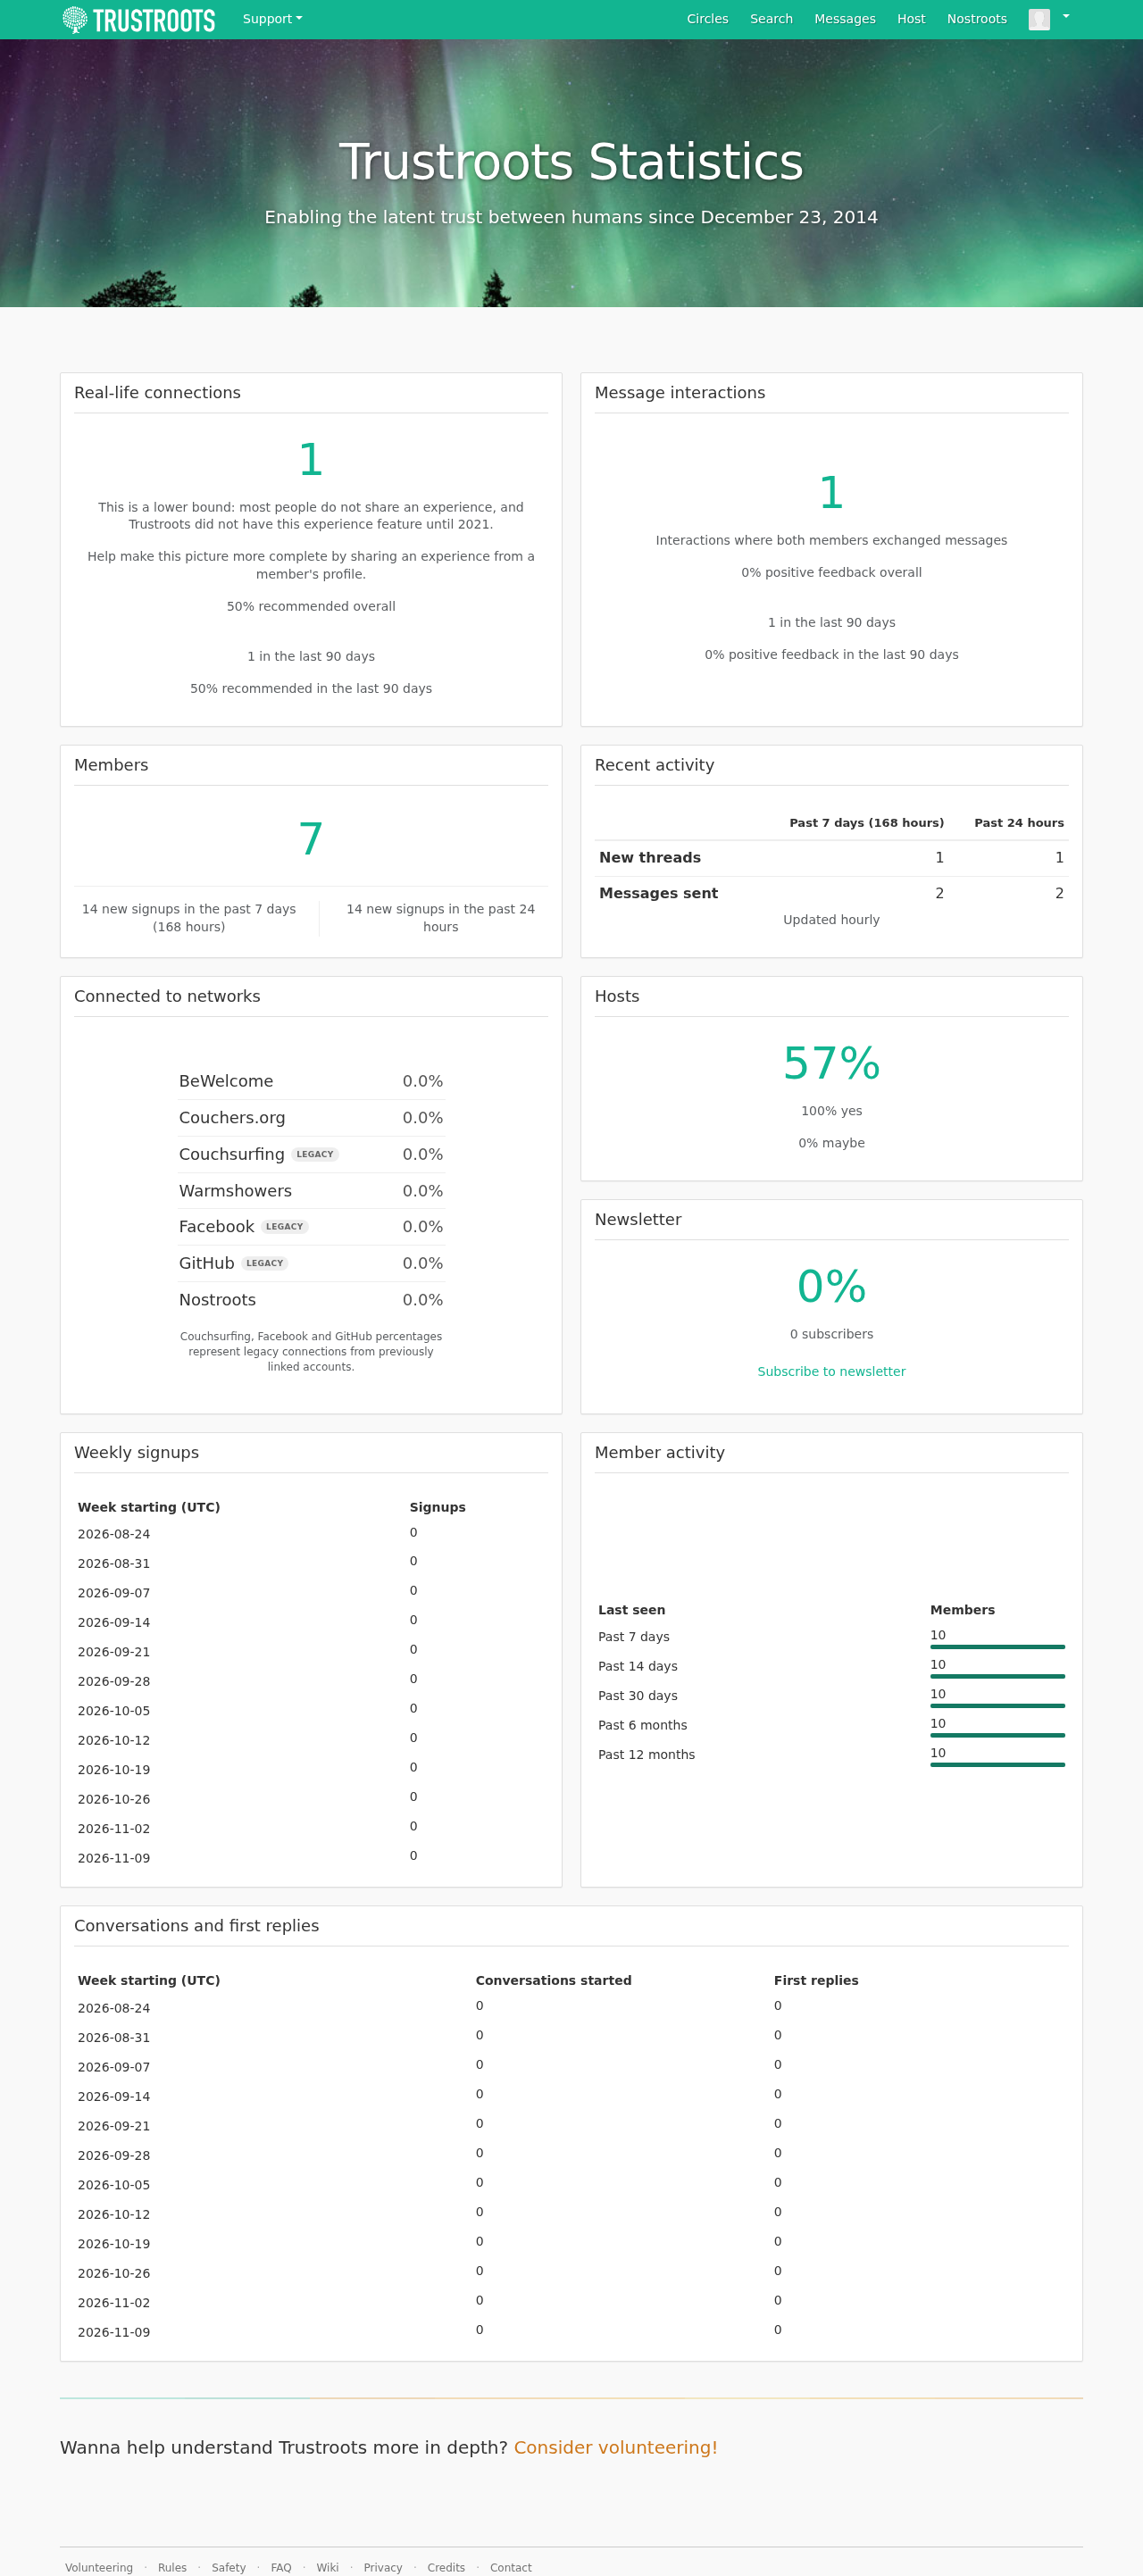 TRUSTROOTS Support Circles Search Messages Host Nostroots
Trustroots Statistics
Enabling the latent trust between humans since December 23, 2014
Real-life connections
1
This is a lower bound: most people do not share an experience, and
Trustroots did not have this experience feature until 2021.
Help make this picture more complete by sharing an experience from a
member's profile.
50% recommended overall
1 in the last 90 days
50% recommended in the last 90 days
Message interactions
1
Interactions where both members exchanged messages
0% positive feedback overall
1 in the last 90 days
0% positive feedback in the last 90 days
Members
7
14 new signups in the past 7 days
(168 hours)
14 new signups in the past 24
hours
Recent activity
Past 7 days (168 hours) Past 24 hours
New threads 1 1
Messages sent 2 2
Updated hourly
Connected to networks
BeWelcome 0.0%
Couchers.org 0.0%
Couchsurfing LEGACY 0.0%
Warmshowers 0.0%
Facebook LEGACY 0.0%
GitHub LEGACY 0.0%
Nostroots 0.0%
Couchsurfing, Facebook and GitHub percentages
represent legacy connections from previously
linked accounts.
Hosts
57%
100% yes
0% maybe
Newsletter
0%
0 subscribers
Subscribe to newsletter
Weekly signups
Week starting (UTC) Signups
2026-08-24 0
2026-08-31 0
2026-09-07 0
2026-09-14 0
2026-09-21 0
2026-09-28 0
2026-10-05 0
2026-10-12 0
2026-10-19 0
2026-10-26 0
2026-11-02 0
2026-11-09 0
Member activity
Last seen Members
Past 7 days 10
Past 14 days 10
Past 30 days 10
Past 6 months 10
Past 12 months 10
Conversations and first replies
Week starting (UTC) Conversations started First replies
2026-08-24 0 0
2026-08-31 0 0
2026-09-07 0 0
2026-09-14 0 0
2026-09-21 0 0
2026-09-28 0 0
2026-10-05 0 0
2026-10-12 0 0
2026-10-19 0 0
2026-10-26 0 0
2026-11-02 0 0
2026-11-09 0 0
Wanna help understand Trustroots more in depth? Consider volunteering!
Volunteering · Rules · Safety · FAQ · Wiki · Privacy · Credits · Contact